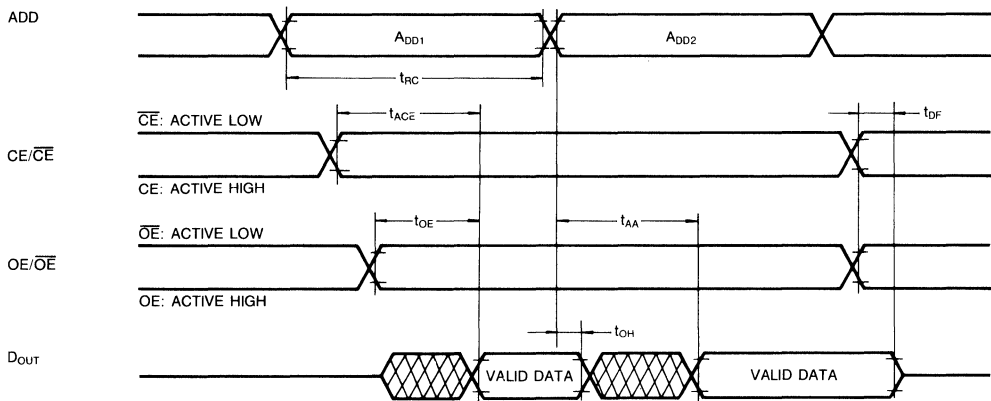 ADD
ADD1
ADD2
tRC
CE: ACTIVE LOW
tACE
tDF
CE/CE
CE: ACTIVE HIGH
OE: ACTIVE LOW
tOE
tAA
OE/OE
OE: ACTIVE HIGH
tOH
DOUT
VALID DATA
VALID DATA